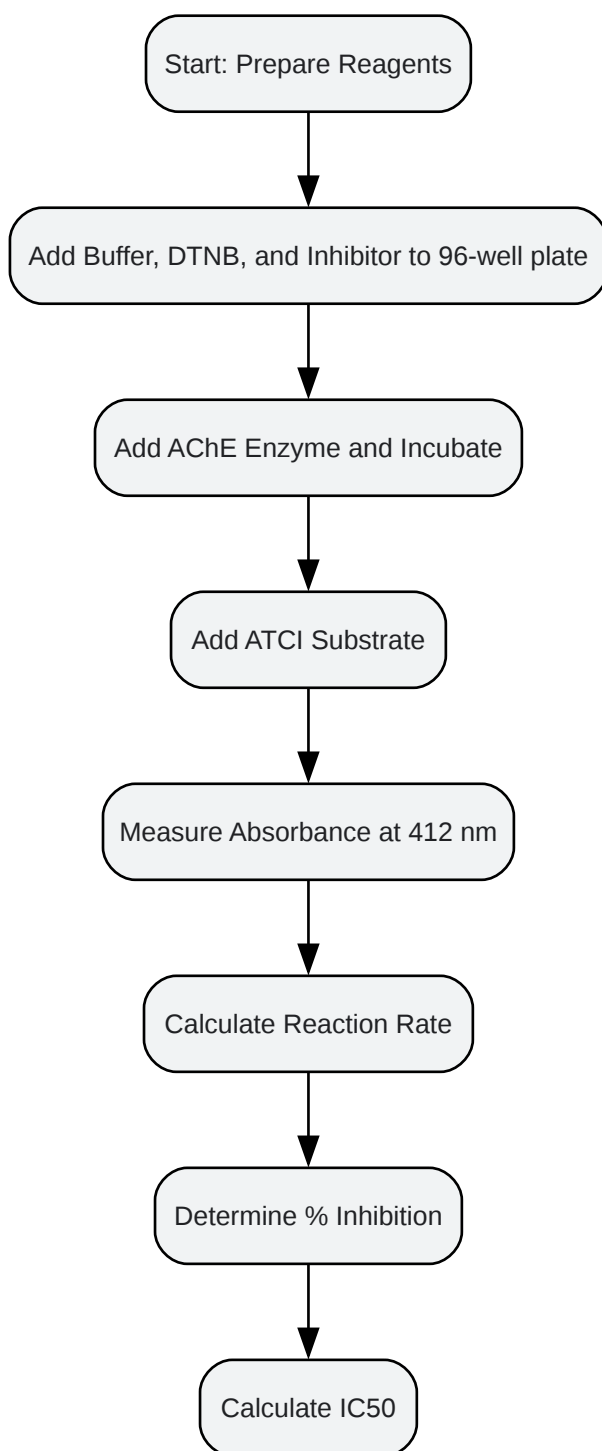 Start: Prepare Reagents
Add Buffer, DTNB, and Inhibitor to 96-well plate
Add AChE Enzyme and Incubate
Add ATCI Substrate
Measure Absorbance at 412 nm
Calculate Reaction Rate
Determine % Inhibition
Calculate IC50